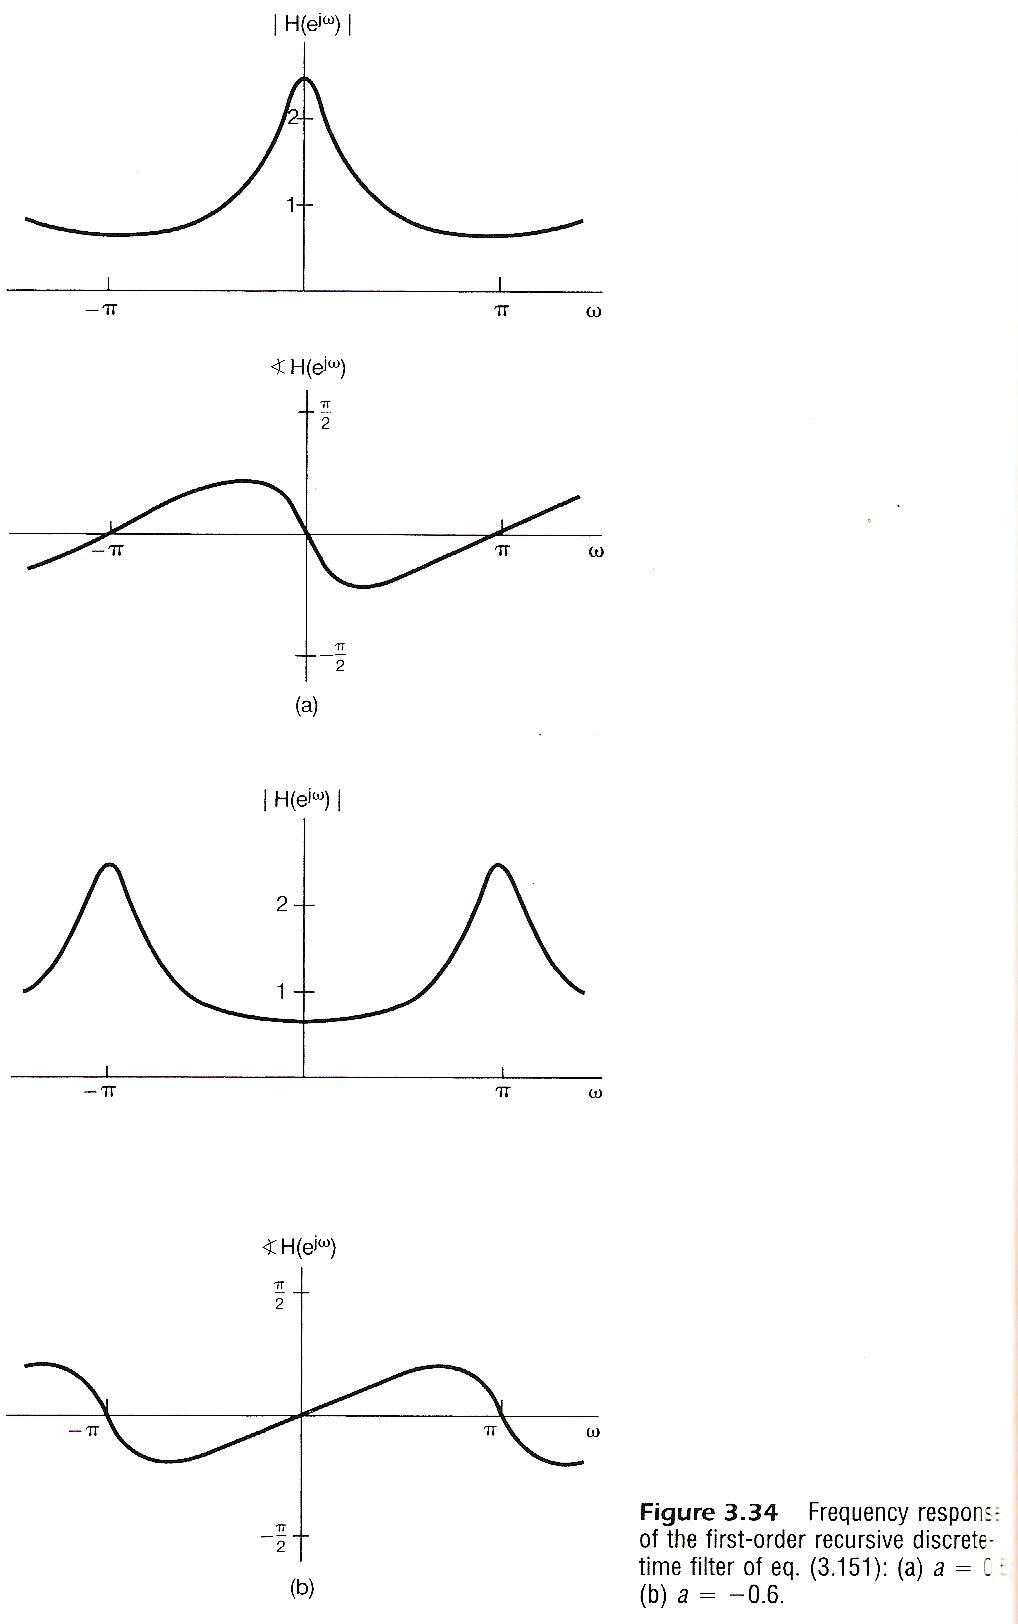 | H(e^jω) |
2
1
−π π ω
∢ H(e^jω)
π/2
−π π ω
−π/2
(a)
| H(e^jω) |
2
1
−π π ω
∢ H(e^jω)
π/2
−π π ω
−π/2
(b)
Figure 3.34 Frequency
of the first-order recursive discrete-
time filter of eq. (3.151): (a) a =
(b) a = −0.6.